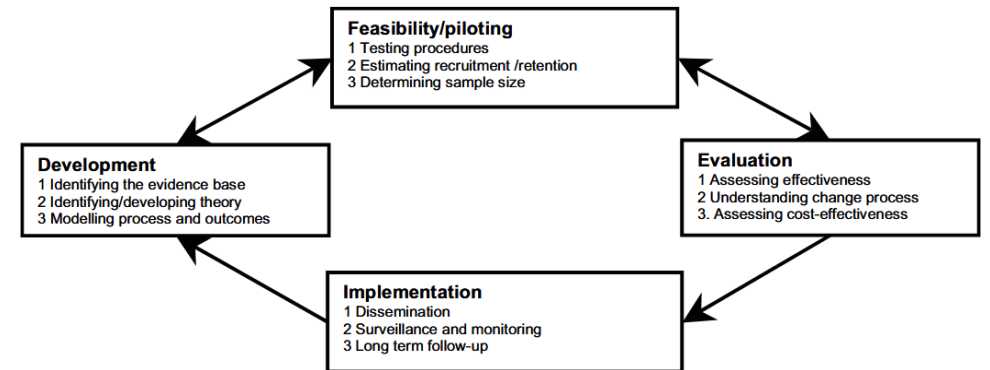 Feasibility/piloting
1 Testing procedures
2 Estimating recruitment /retention
3 Determining sample size
Development
1 Identifying the evidence base
2 Identifying/developing theory
3 Modelling process and outcomes
Evaluation
1 Assessing effectiveness
2 Understanding change process
3. Assessing cost-effectiveness
Implementation
1 Dissemination
2 Surveillance and monitoring
3 Long term follow-up